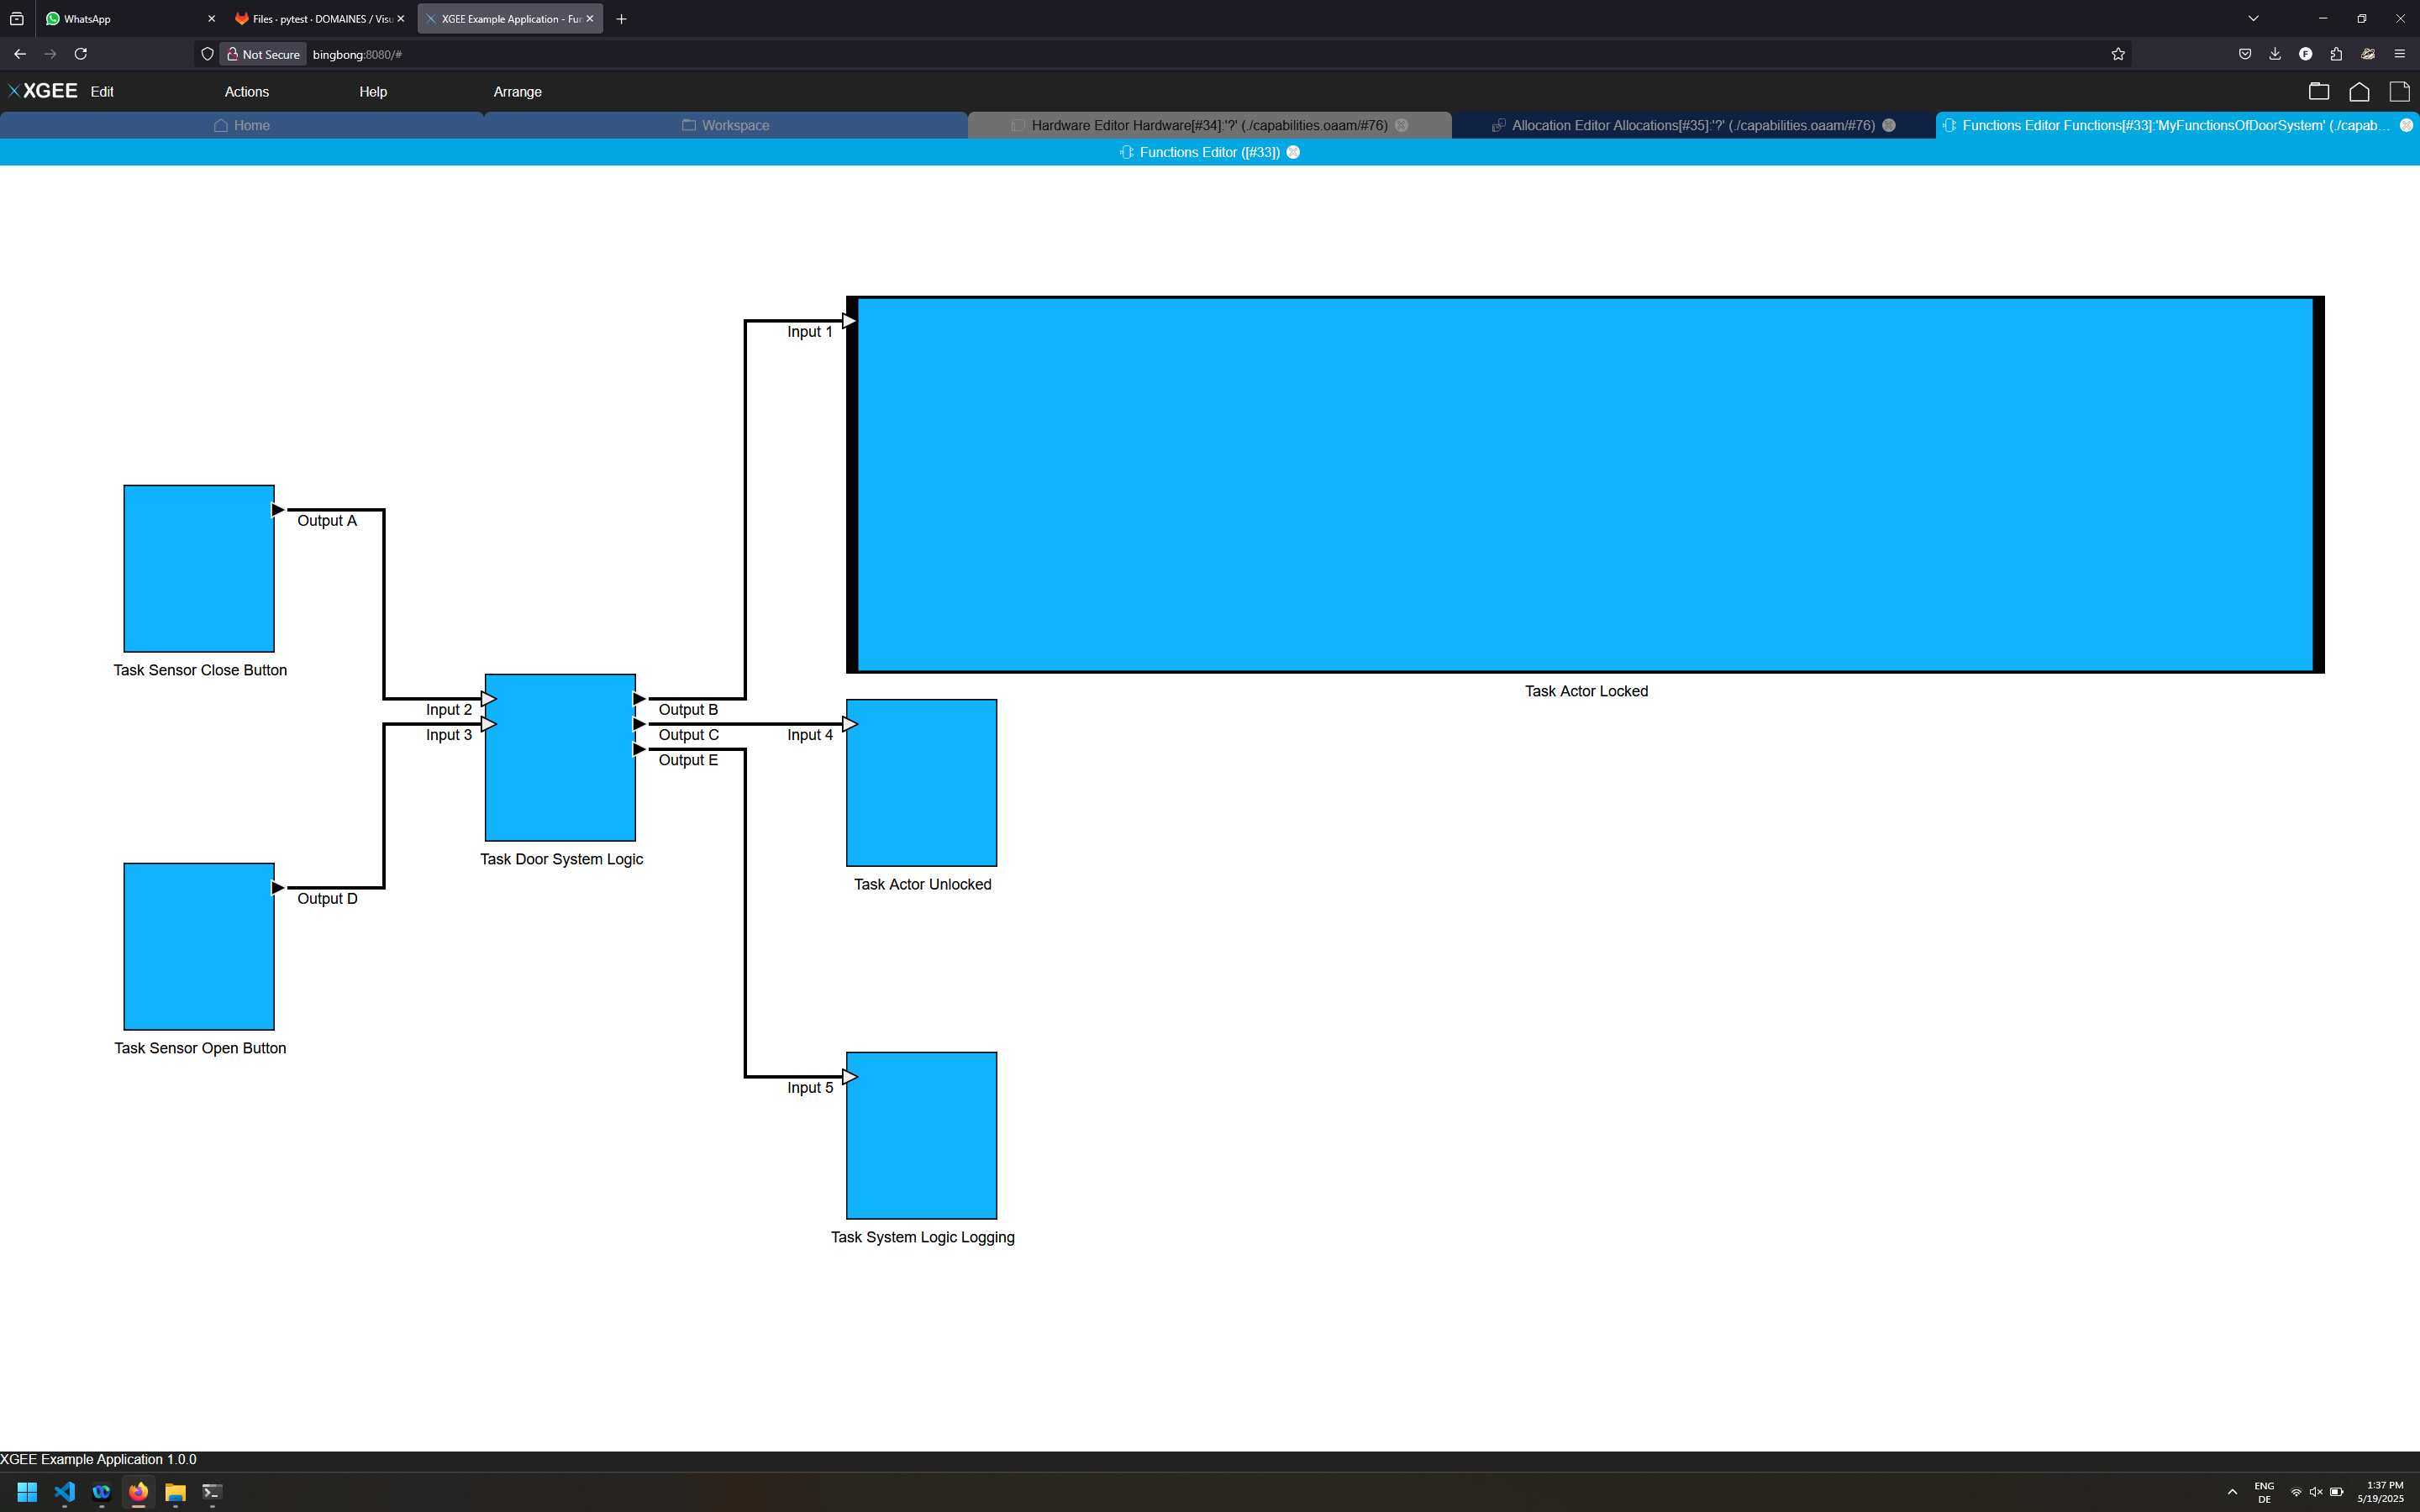 WhatsApp
Files · pytest · DOMAINES / Visu
XGEE Example Application - Fun
Not Secure
bingbong:8080/#
XGEE
Edit
Actions
Help
Arrange
Home
Workspace
Hardware Editor Hardware[#34]:'?' (./capabilities.oaam/#76)
Allocation Editor Allocations[#35]:'?' (./capabilities.oaam/#76)
Functions Editor Functions[#33]:'MyFunctionsOfDoorSystem' (./capab...
Functions Editor ([#33])
Input 1
Output A
Task Sensor Close Button
Task Actor Locked
Input 2
Output B
Input 3
Output C
Input 4
Output E
Task Door System Logic
Task Actor Unlocked
Output D
Task Sensor Open Button
Input 5
Task System Logic Logging
XGEE Example Application 1.0.0
ENG
DE
1:37 PM
5/19/2025